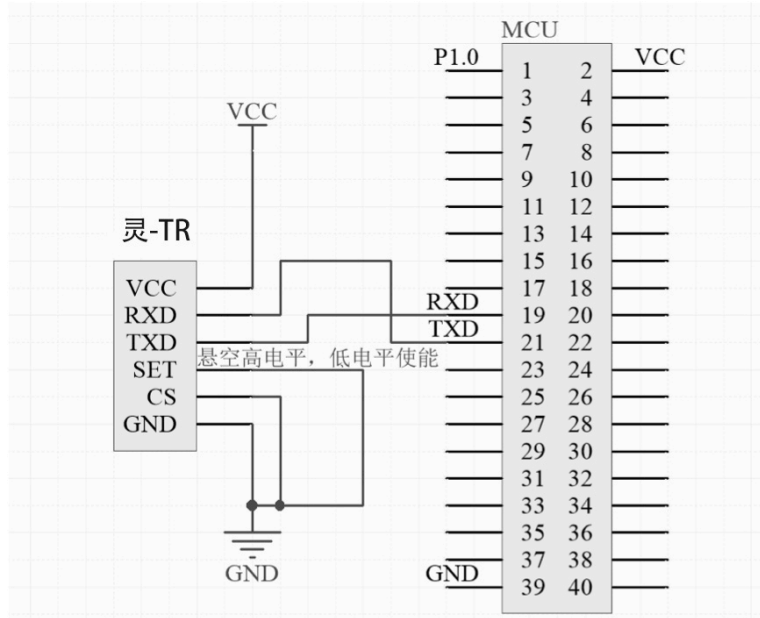 MCU
P1.0
VCC
1 2
3 4
5 6
7 8
9 10
11 12
13 14
15 16
17 18
RXD
19 20
TXD
21 22
23 24
25 26
27 28
29 30
31 32
33 34
35 36
37 38
GND
39 40
VCC
灵-TR
VCC
RXD
TXD
SET
CS
GND
悬空高电平，低电平使能
GND